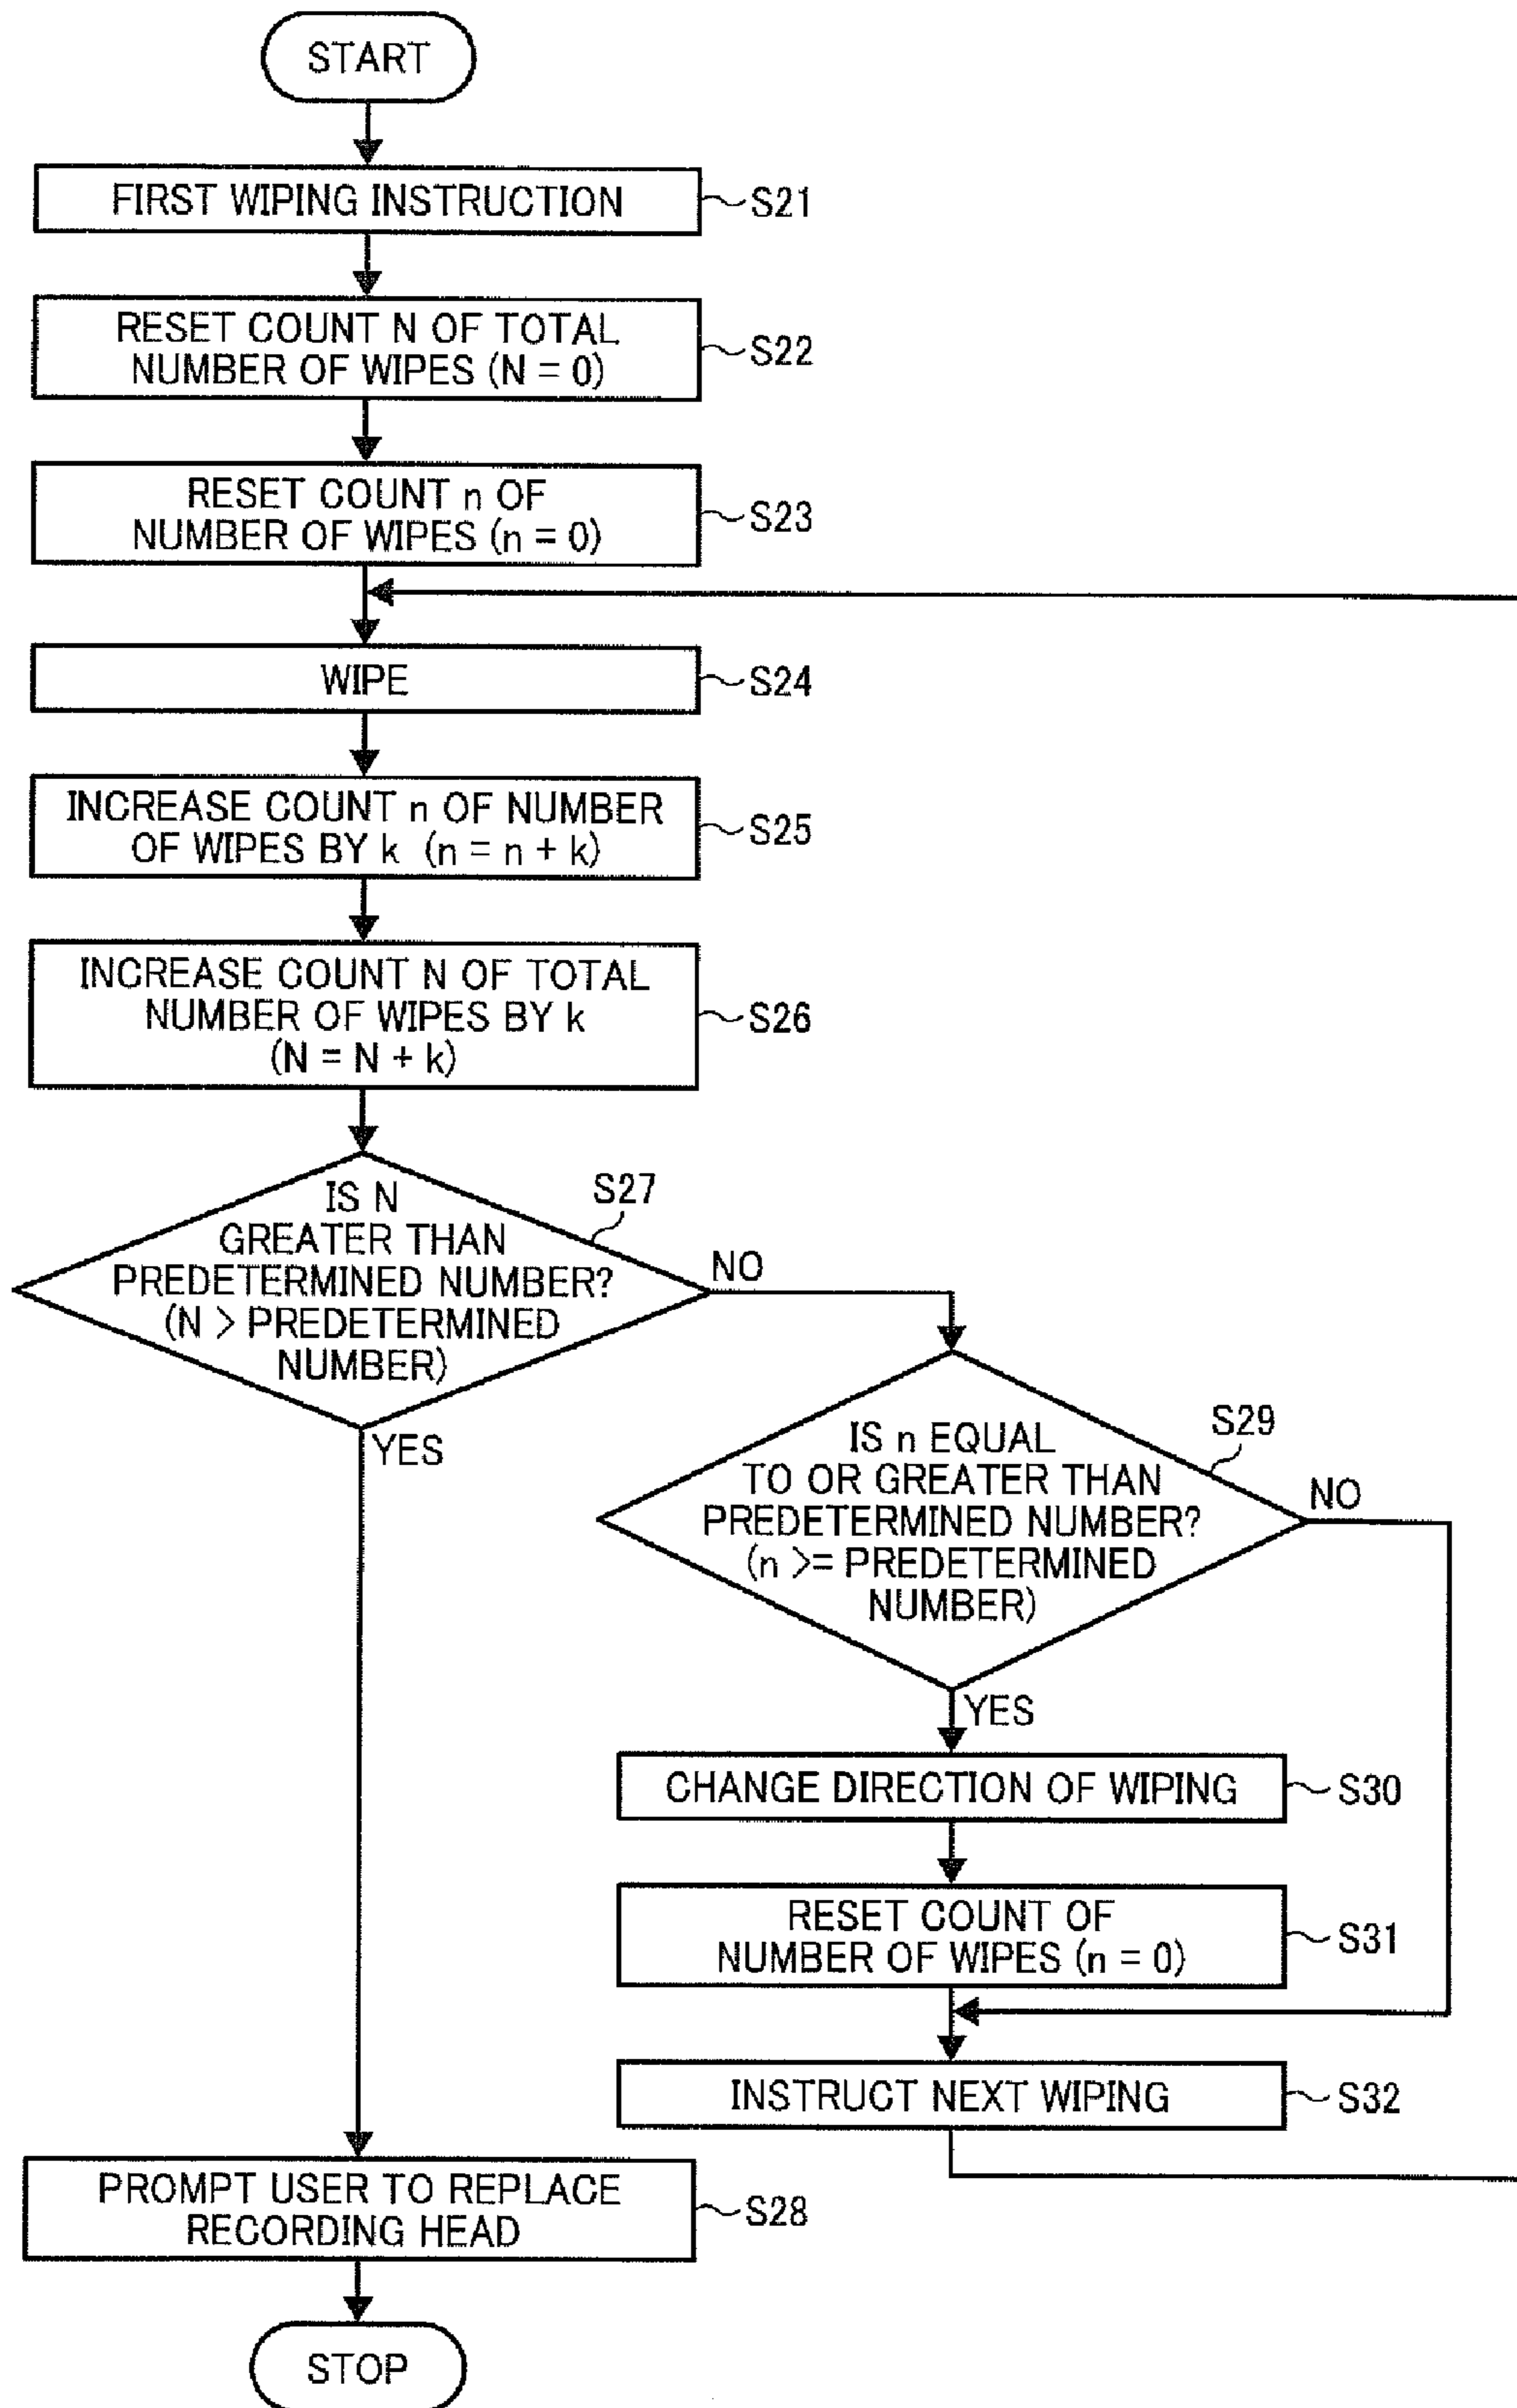 START
FIRST WIPING INSTRUCTION
S21
RESET COUNT N OF TOTAL
NUMBER OF WIPES (N = 0)
S22
RESET COUNT n OF
NUMBER OF WIPES (n = 0)
S23
WIPE
S24
INCREASE COUNT n OF NUMBER
OF WIPES BY k (n = n + k)
S25
INCREASE COUNT N OF TOTAL
NUMBER OF WIPES BY k
(N = N + k)
S26
IS N
GREATER THAN
PREDETERMINED NUMBER?
(N > PREDETERMINED
NUMBER)
S27
NO
YES
IS n EQUAL
TO OR GREATER THAN
PREDETERMINED NUMBER?
(n >= PREDETERMINED
NUMBER)
S29
NO
YES
CHANGE DIRECTION OF WIPING
S30
RESET COUNT OF
NUMBER OF WIPES (n = 0)
S31
INSTRUCT NEXT WIPING
S32
PROMPT USER TO REPLACE
RECORDING HEAD
S28
STOP